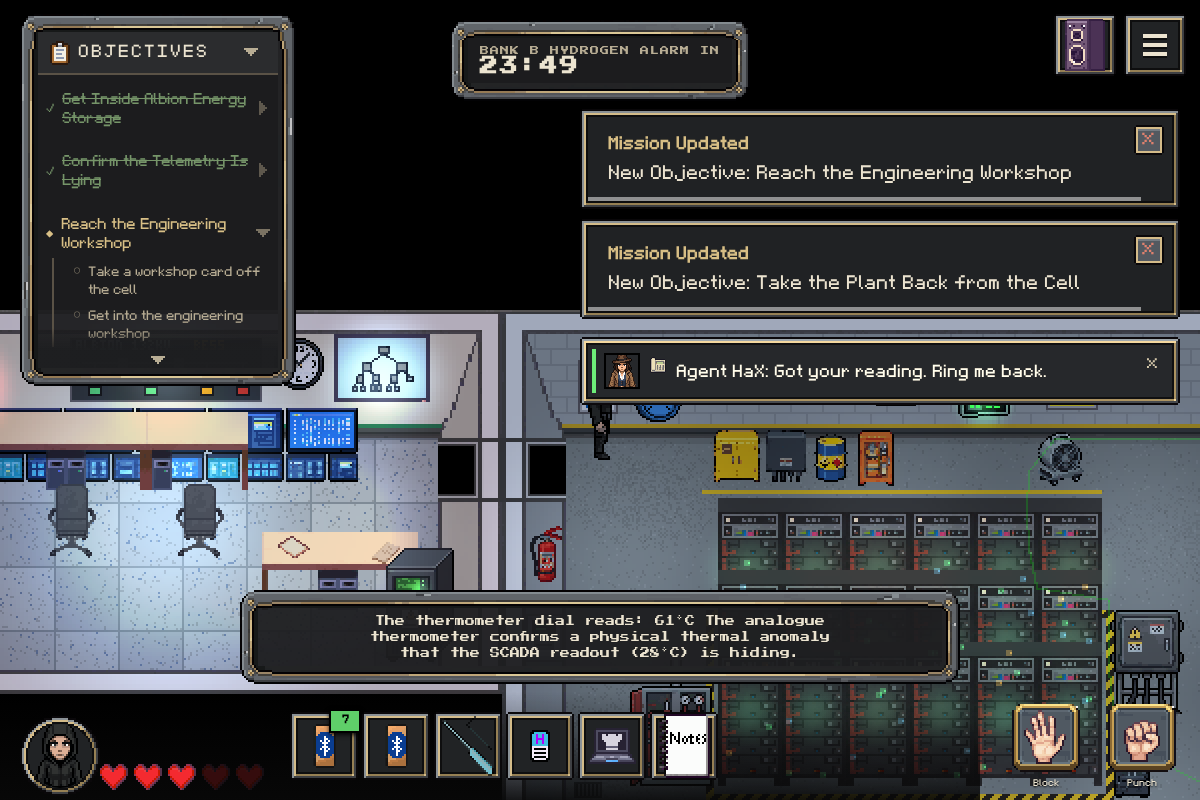 OBJECTIVES
Get Inside Albion Energy
Storage
Confirm the Telemetry Is
Lying
Reach the Engineering
Workshop
Take a workshop card off
the cell
Get into the engineering
workshop
BANK B HYDROGEN ALARM IN
23:49
Mission Updated
New Objective: Reach the Engineering Workshop
Mission Updated
New Objective: Take the Plant Back from the Cell
Agent HaX: Got your reading. Ring me back.
The thermometer dial reads: 61°C The analogue
thermometer confirms a physical thermal anomaly
that the SCADA readout (28°C) is hiding.
7
H
Notes
Block
Punch